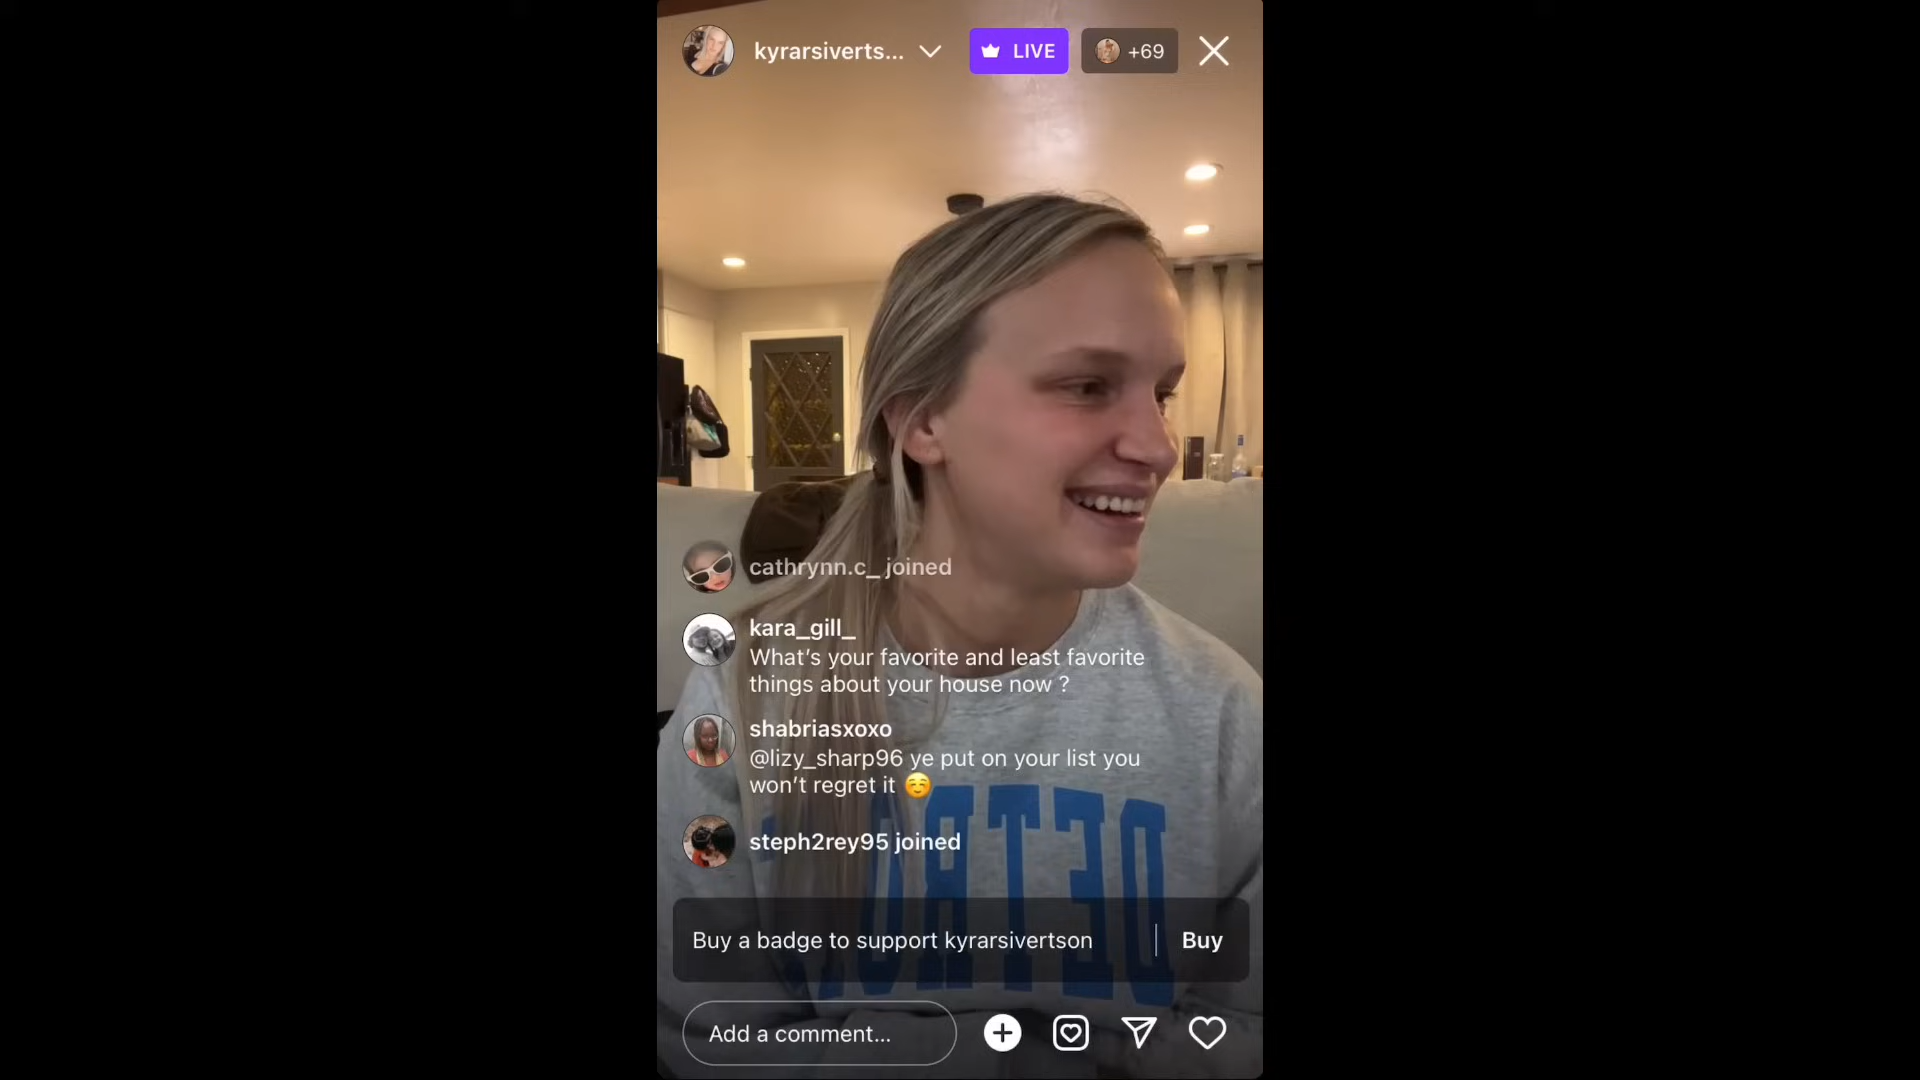 kyrarsiverts...
LIVE
+69
cathrynn.c_ joined
kara_gill_
What's your favorite and least favorite
things about your house now ?
shabriasxoxo
@lizy_sharp96 ye put on your list you
won't regret it ☺️
steph2rey95 joined
DETRO
Buy a badge to support kyrarsivertson
Buy
Add a comment...